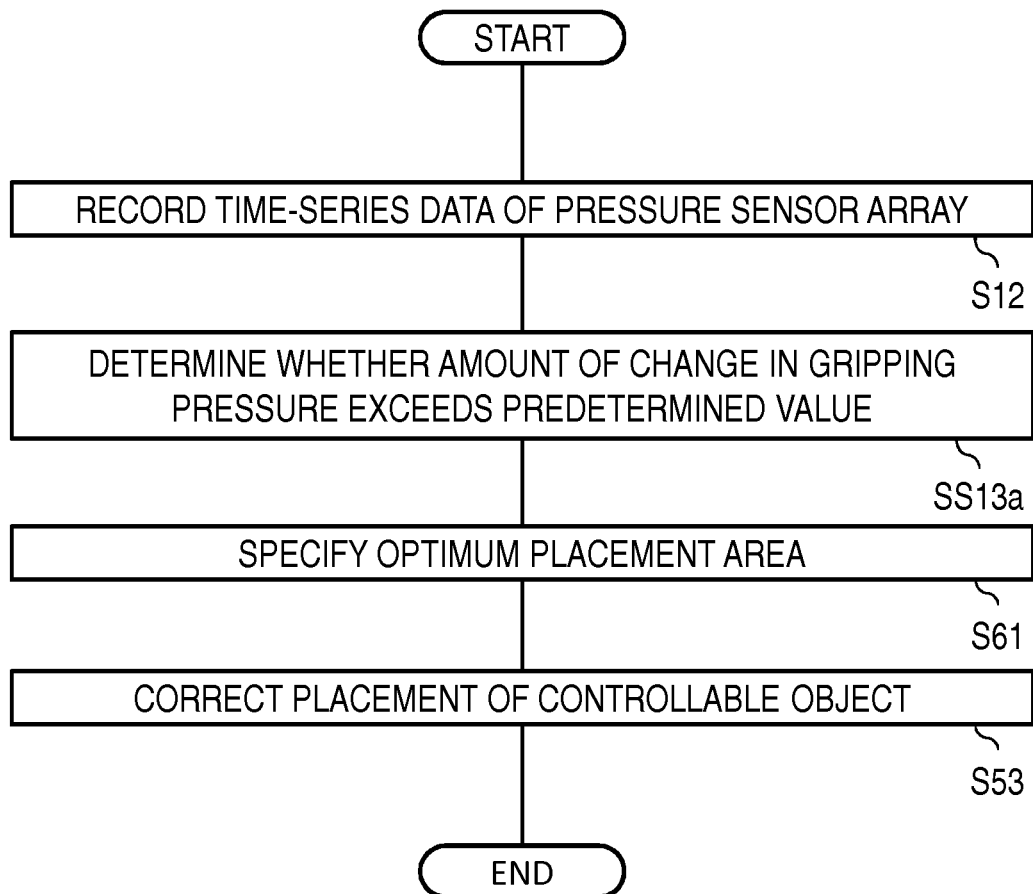 START
RECORD TIME-SERIES DATA OF PRESSURE SENSOR ARRAY
S12
DETERMINE WHETHER AMOUNT OF CHANGE IN GRIPPING
PRESSURE EXCEEDS PREDETERMINED VALUE
SS13a
SPECIFY OPTIMUM PLACEMENT AREA
S61
CORRECT PLACEMENT OF CONTROLLABLE OBJECT
S53
END